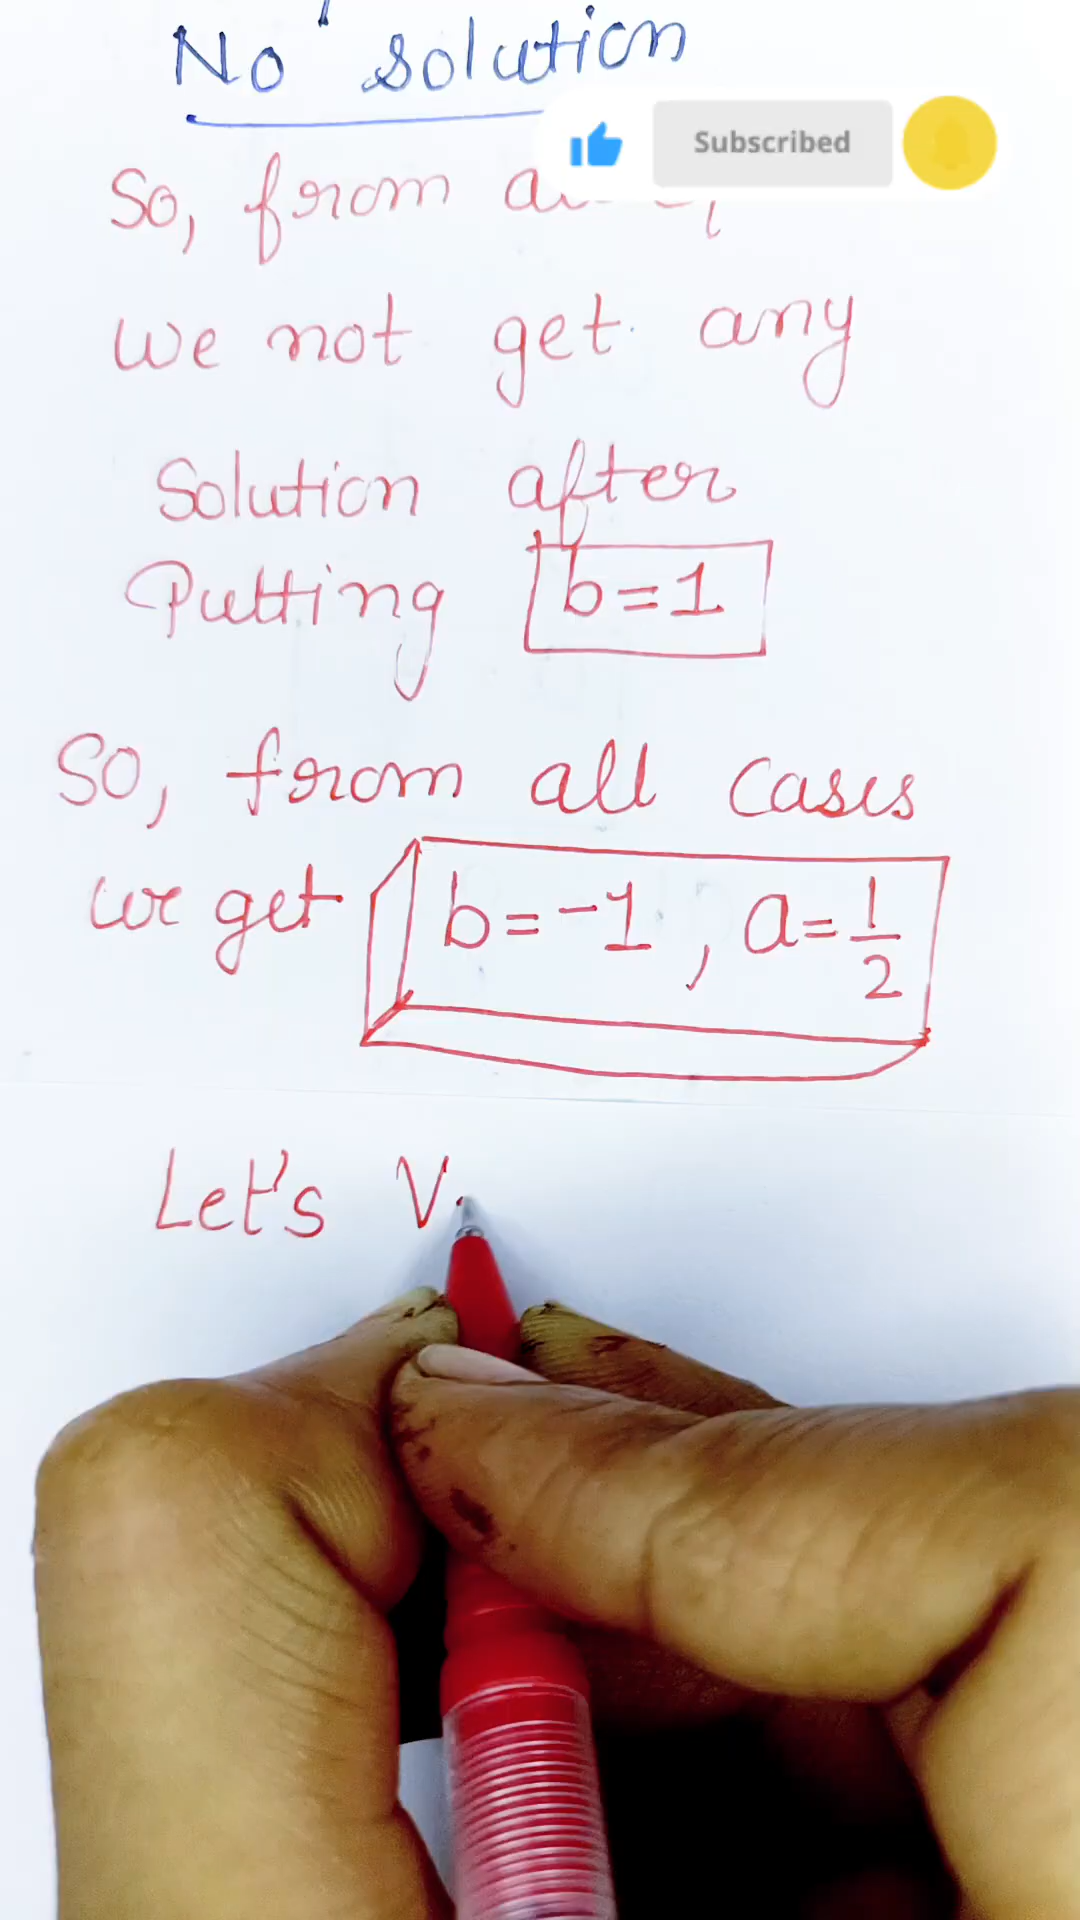 No solution
Subscribed
So, from
we not get any
Solution after
Putting b=1
So, from all cases
we get b=-1, a=1/2
Let's V